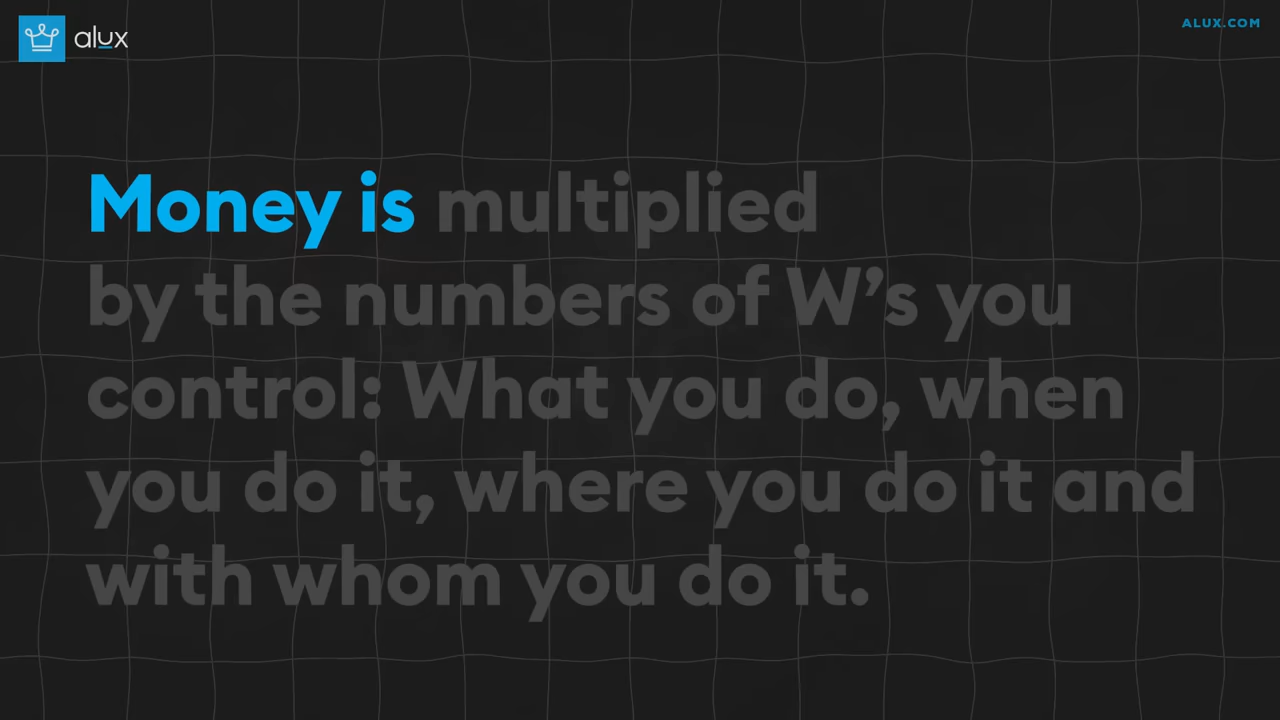 alux
ALUX.COM
Money is multiplied
by the numbers of W’s you
control: What you do, when
you do it, where you do it and
with whom you do it.